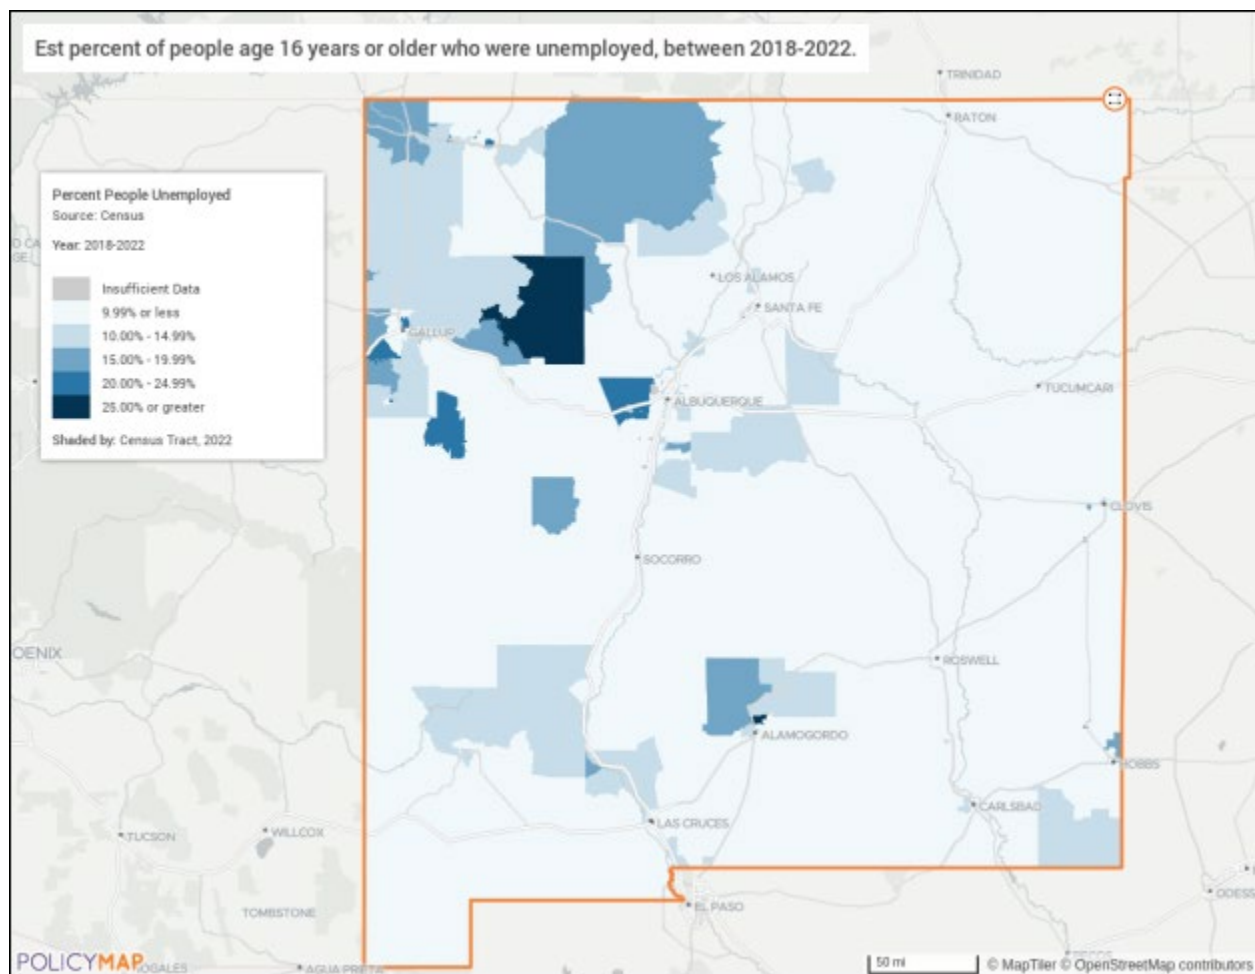 Est percent of people age 16 years or older who were unemployed, between 2018-2022.
TRINIDAD
RATON
Percent People Unemployed
Source: Census
Year: 2018-2022
Insufficient Data
9.99% or less
10.00% - 14.99%
15.00% - 19.99%
20.00% - 24.99%
25.00% or greater
Shaded by: Census Tract, 2022
LOS ALAMOS
SANTA FE
GALLUP
TUCUMCARI
ALBUQUERQUE
CLOVIS
SOCORRO
OENIX
ROSWELL
ALAMOGORDO
HOBBS
CARLSBAD
LAS CRUCES
TUCSON
WILLCOX
ODESS
EL PASO
TOMBSTONE
POLICYMAP
OGALES
AGUA PRIETA
50 mi
© MapTiler © OpenStreetMap contributors